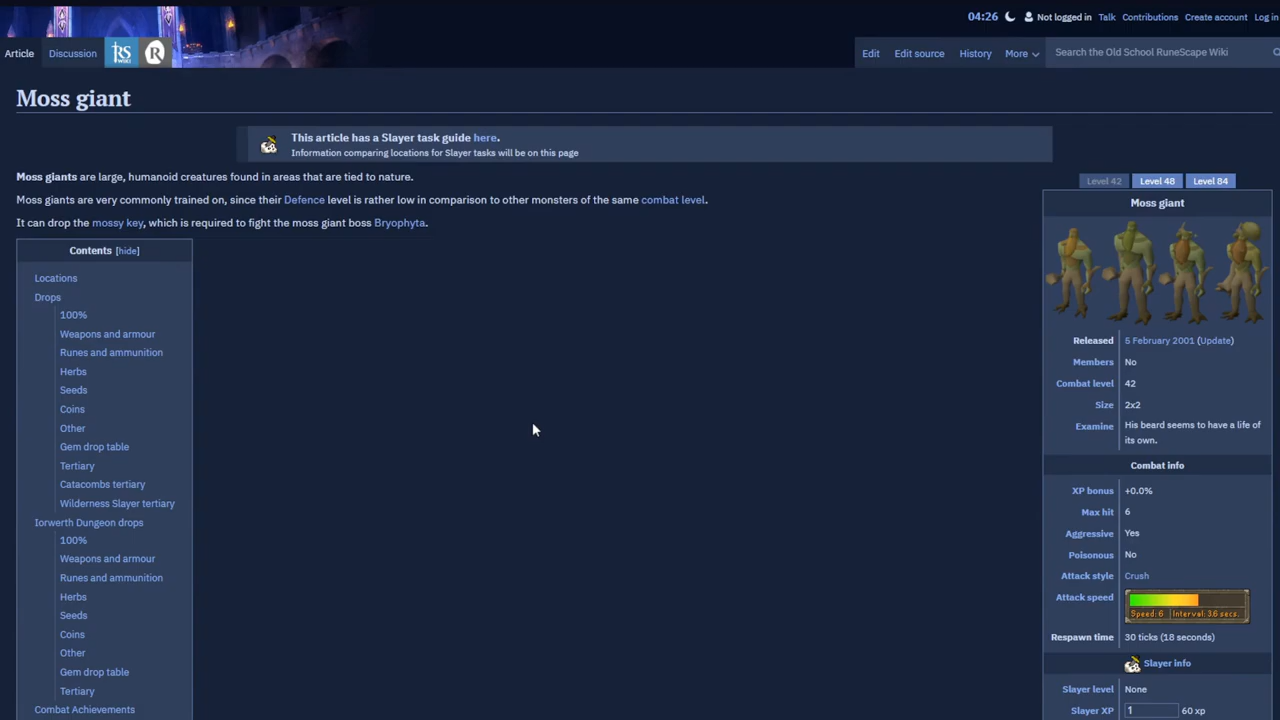 04:26 Not logged in Talk Contributions Create account Log in
Article Discussion RS WIKI R Edit Edit source History More Search the Old School RuneScape Wiki
Moss giant
This article has a Slayer task guide here.
Information comparing locations for Slayer tasks will be on this page
Moss giants are large, humanoid creatures found in areas that are tied to nature.
Moss giants are very commonly trained on, since their Defence level is rather low in comparison to other monsters of the same combat level.
It can drop the mossy key, which is required to fight the moss giant boss Bryophyta.
Contents [hide]
Locations
Drops
100%
Weapons and armour
Runes and ammunition
Herbs
Seeds
Coins
Other
Gem drop table
Tertiary
Catacombs tertiary
Wilderness Slayer tertiary
Iorwerth Dungeon drops
100%
Weapons and armour
Runes and ammunition
Herbs
Seeds
Coins
Other
Gem drop table
Tertiary
Combat Achievements
Level 42 Level 48 Level 84
Moss giant
Released 5 February 2001 (Update)
Members No
Combat level 42
Size 2x2
Examine His beard seems to have a life of
its own.
Combat info
XP bonus +0.0%
Max hit 6
Aggressive Yes
Poisonous No
Attack style Crush
Attack speed Speed: 6 Interval: 3.6 secs.
Respawn time 30 ticks (18 seconds)
Slayer info
Slayer level None
Slayer XP 1 60 xp